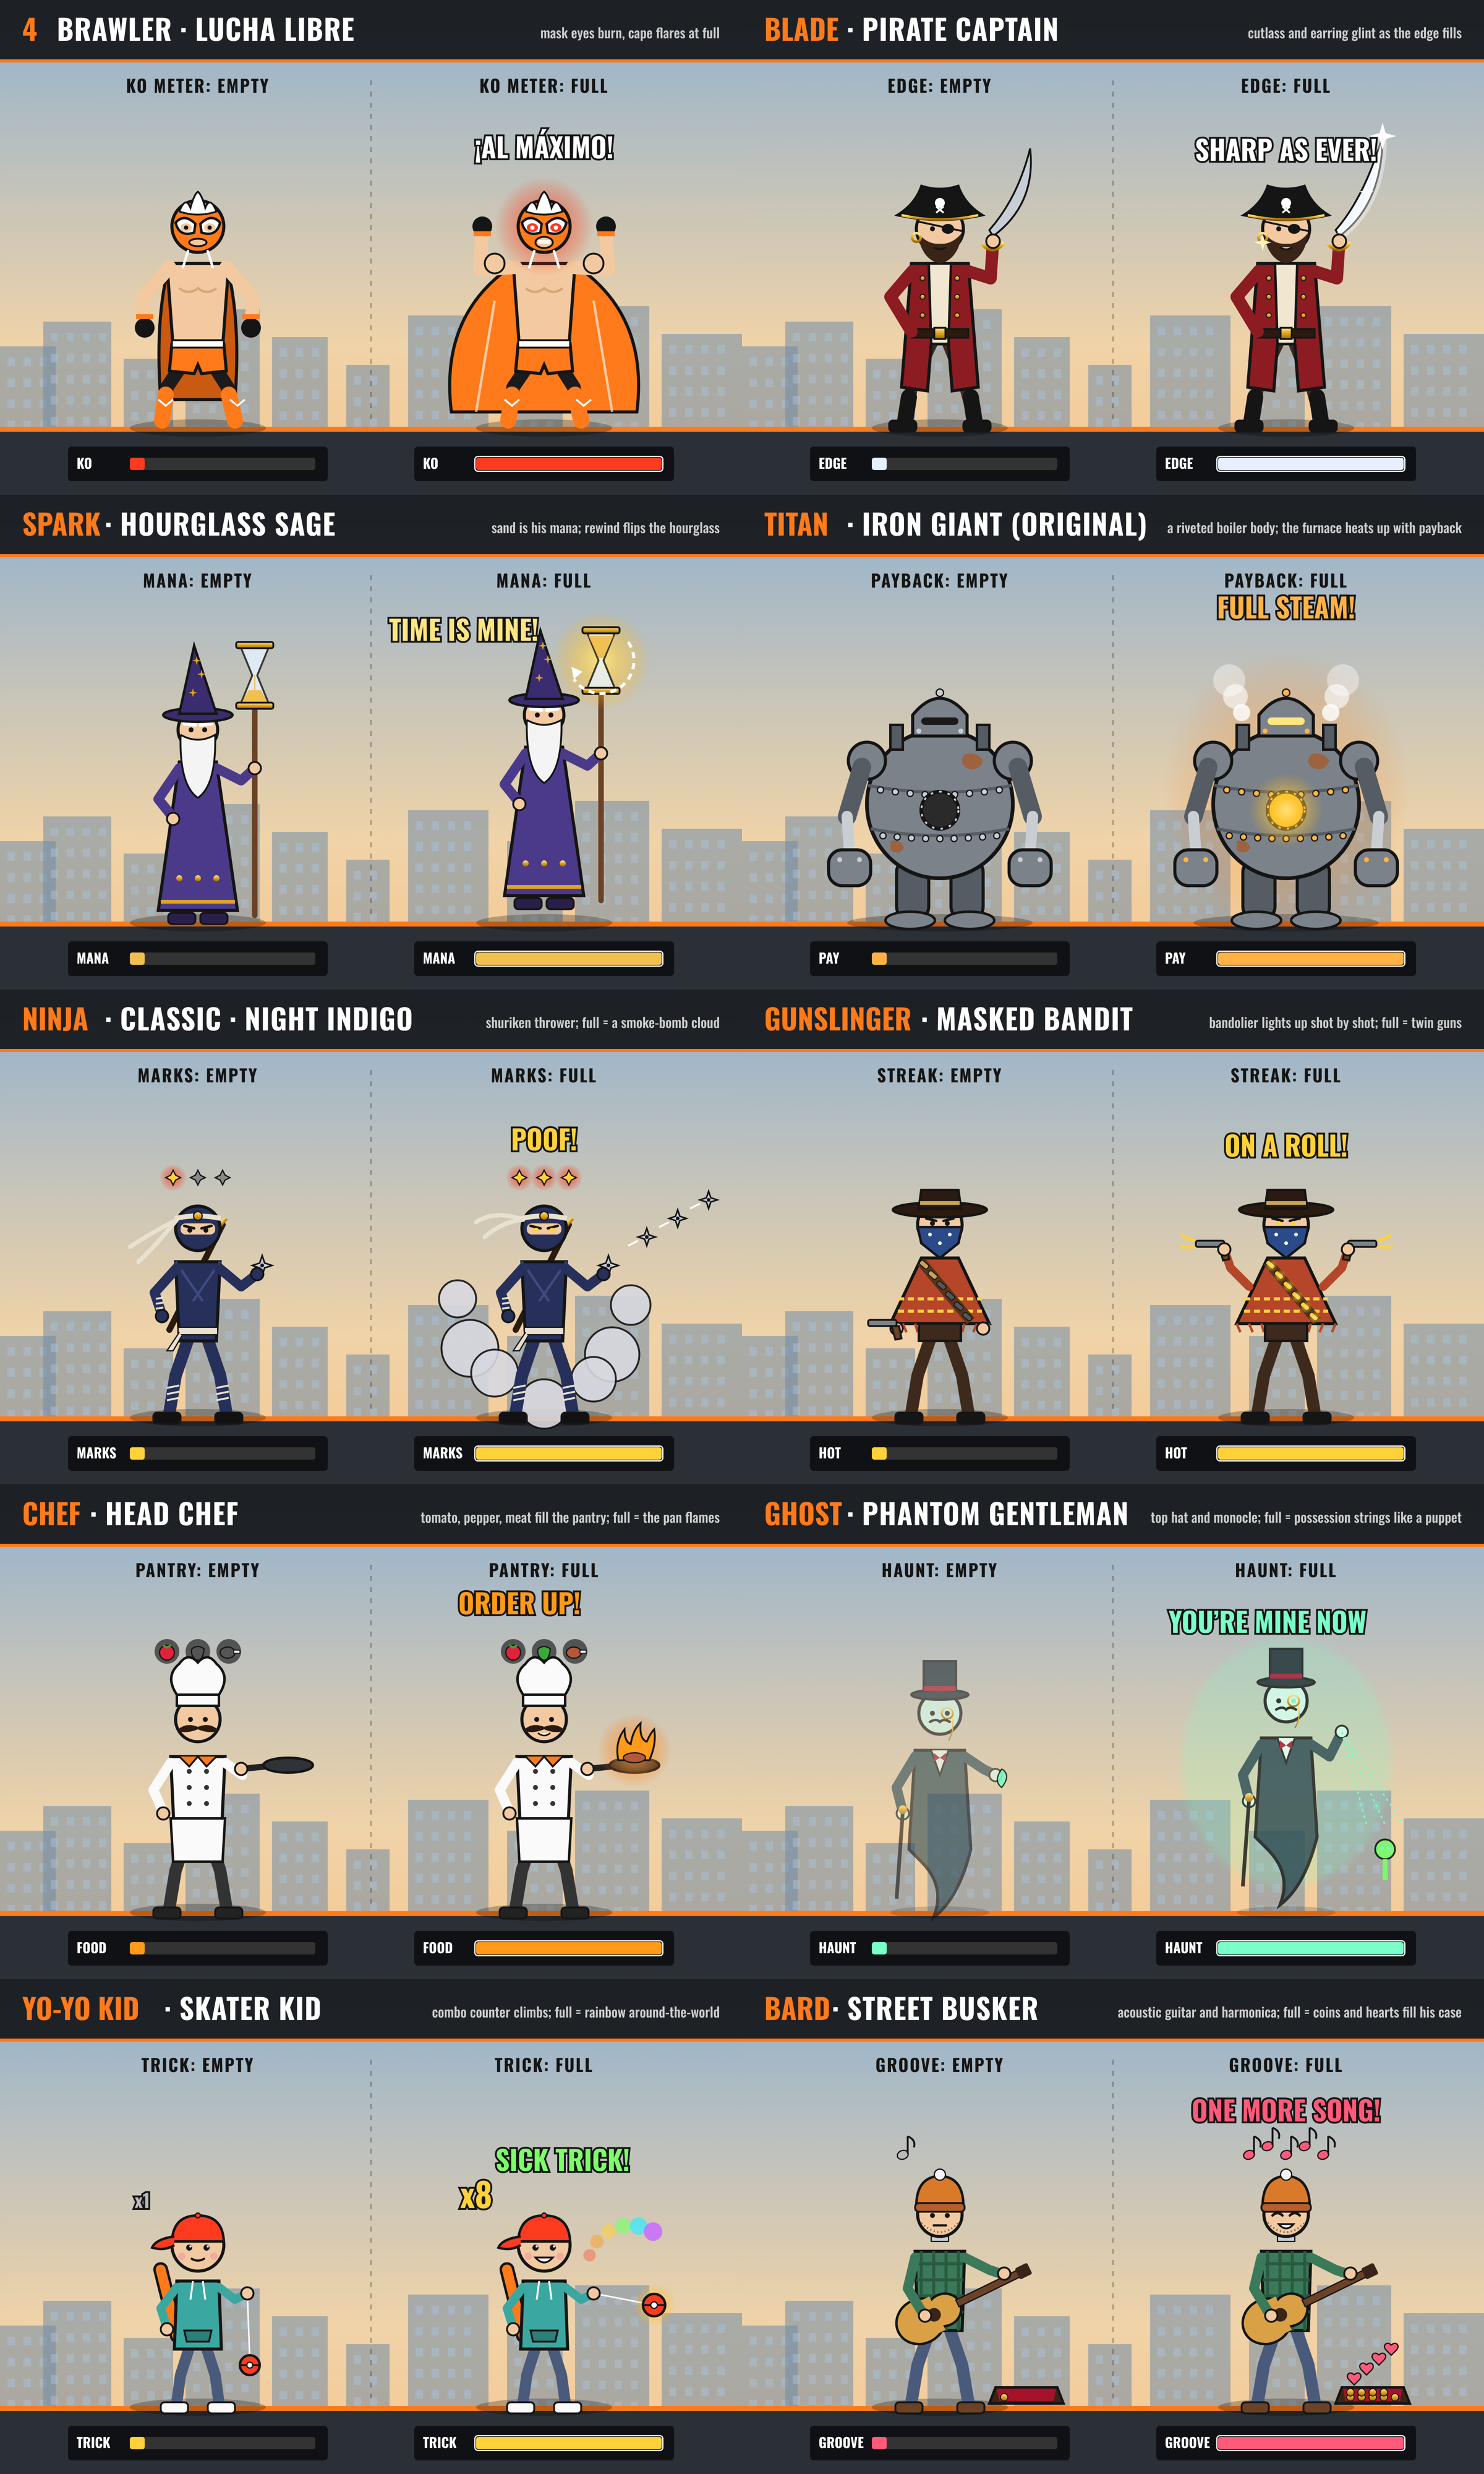 4 BRAWLER · LUCHA LIBRE
mask eyes burn, cape flares at full
KO METER: EMPTY
KO METER: FULL
¡AL MÁXIMO!
KO
KO
BLADE · PIRATE CAPTAIN
cutlass and earring glint as the edge fills
EDGE: EMPTY
EDGE: FULL
SHARP AS EVER!
EDGE
EDGE
SPARK · HOURGLASS SAGE
sand is his mana; rewind flips the hourglass
MANA: EMPTY
MANA: FULL
TIME IS MINE!
MANA
MANA
TITAN · IRON GIANT (ORIGINAL)
a riveted boiler body; the furnace heats up with payback
PAYBACK: EMPTY
PAYBACK: FULL
FULL STEAM!
PAY
PAY
NINJA · CLASSIC · NIGHT INDIGO
shuriken thrower; full = a smoke-bomb cloud
MARKS: EMPTY
MARKS: FULL
POOF!
MARKS
MARKS
GUNSLINGER · MASKED BANDIT
bandolier lights up shot by shot; full = twin guns
STREAK: EMPTY
STREAK: FULL
ON A ROLL!
HOT
HOT
CHEF · HEAD CHEF
tomato, pepper, meat fill the pantry; full = the pan flames
PANTRY: EMPTY
PANTRY: FULL
ORDER UP!
FOOD
FOOD
GHOST · PHANTOM GENTLEMAN
top hat and monocle; full = possession strings like a puppet
HAUNT: EMPTY
HAUNT: FULL
YOU'RE MINE NOW
HAUNT
HAUNT
YO-YO KID · SKATER KID
combo counter climbs; full = rainbow around-the-world
TRICK: EMPTY
TRICK: FULL
SICK TRICK!
x1
x8
TRICK
TRICK
BARD · STREET BUSKER
acoustic guitar and harmonica; full = coins and hearts fill his case
GROOVE: EMPTY
GROOVE: FULL
ONE MORE SONG!
GROOVE
GROOVE